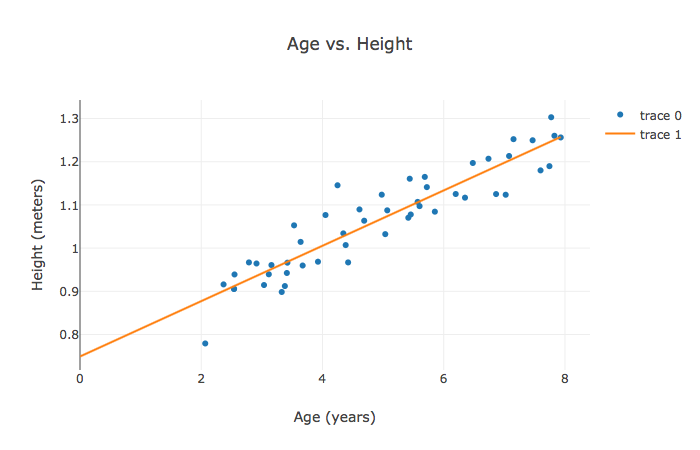 Age vs. Height
trace 0
trace 1
Height (meters)
1.3
1.2
1.1
1
0.9
0.8
0
2
4
6
8
Age (years)